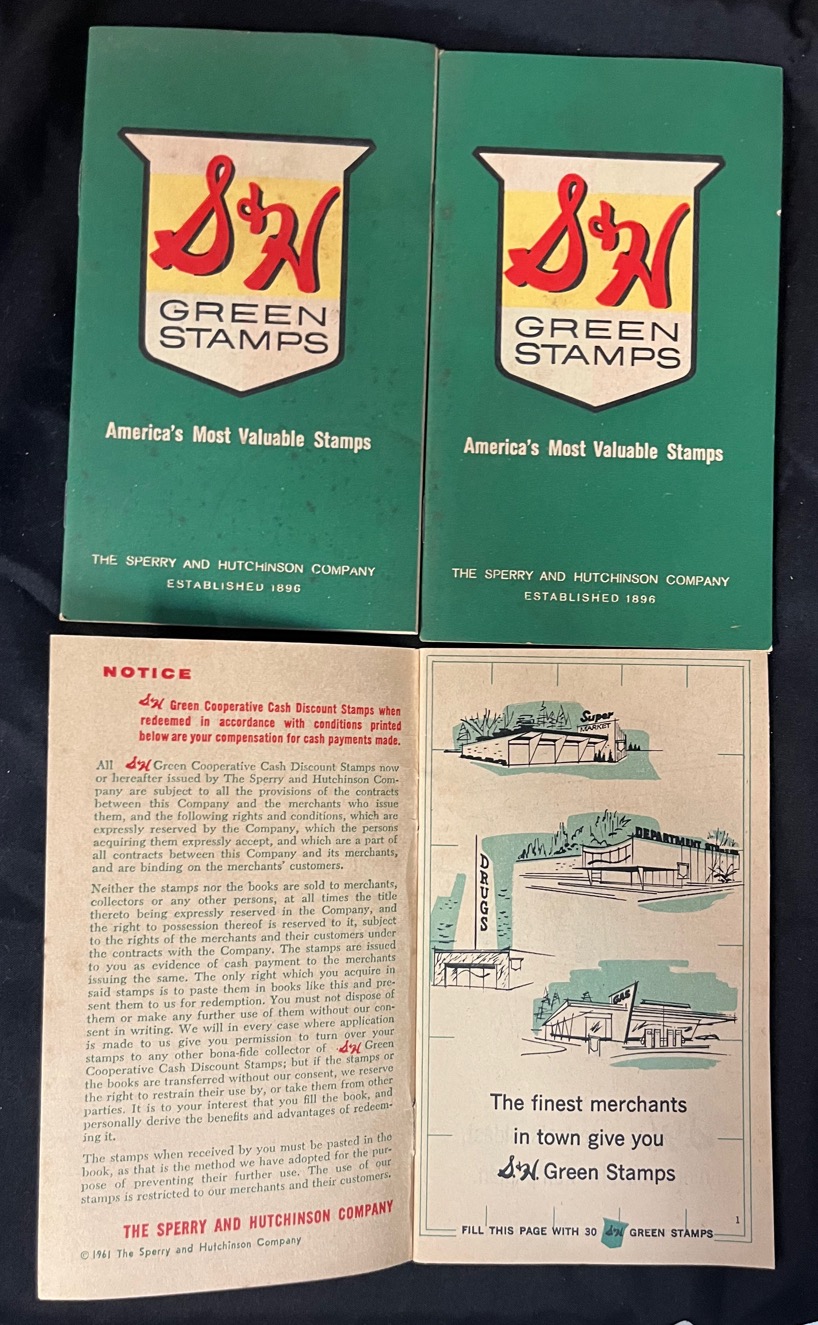 S&H
GREEN
STAMPS
America's Most Valuable Stamps
THE SPERRY AND HUTCHINSON COMPANY
ESTABLISHED 1896
S&H
GREEN
STAMPS
America's Most Valuable Stamps
THE SPERRY AND HUTCHINSON COMPANY
ESTABLISHED 1896
NOTICE
S&H Green Cooperative Cash Discount Stamps when
redeemed in accordance with conditions printed
below are your compensation for cash payments made.
All S&H Green Cooperative Cash Discount Stamps now
or hereafter issued by The Sperry and Hutchinson Com-
pany are subject to all the provisions of the contracts
between this Company and the merchants who issue
them, and the following rights and conditions, which are
expressly reserved by the Company, which the persons
acquiring them expressly accept, and which are a part of
all contracts between this Company and its merchants,
and are binding on the merchants' customers.
Neither the stamps nor the books are sold to merchants,
collectors or any other persons, at all times the title
thereto being expressly reserved in the Company, and
the right to possession thereof is reserved to it, subject
to the rights of the merchants and their customers under
the contracts with the Company. The stamps are issued
to you as evidence of cash payment to the merchants
issuing the same. The only right which you acquire in
said stamps is to paste them in books like this and pre-
sent them to us for redemption. You must not dispose of
them or make any further use of them without our con-
sent in writing. We will in every case where application
is made to us give you permission to turn over your
stamps to any other bona-fide collector of S&H Green
Cooperative Cash Discount Stamps; but if the stamps or
the books are transferred without our consent, we reserve
the right to restrain their use by, or take them from other
parties. It is to your interest that you fill the book, and
personally derive the benefits and advantages of redeem-
ing it.
The stamps when received by you must be pasted in the
book, as that is the method we have adopted for the pur-
pose of preventing their further use. The use of our
stamps is restricted to our merchants and their customers.
THE SPERRY AND HUTCHINSON COMPANY
© 1961 The Sperry and Hutchinson Company
Super
MARKET
DEPARTMENT
DRUGS
GAS
The finest merchants
in town give you
S&H Green Stamps
1
FILL THIS PAGE WITH 30 S&H GREEN STAMPS